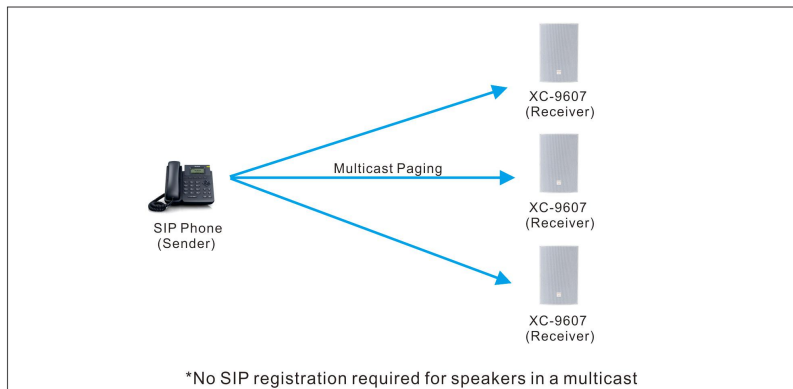 XC-9607
(Receiver)
Multicast Paging
XC-9607
(Receiver)
SIP Phone
(Sender)
XC-9607
(Receiver)
*No SIP registration required for speakers in a multicast